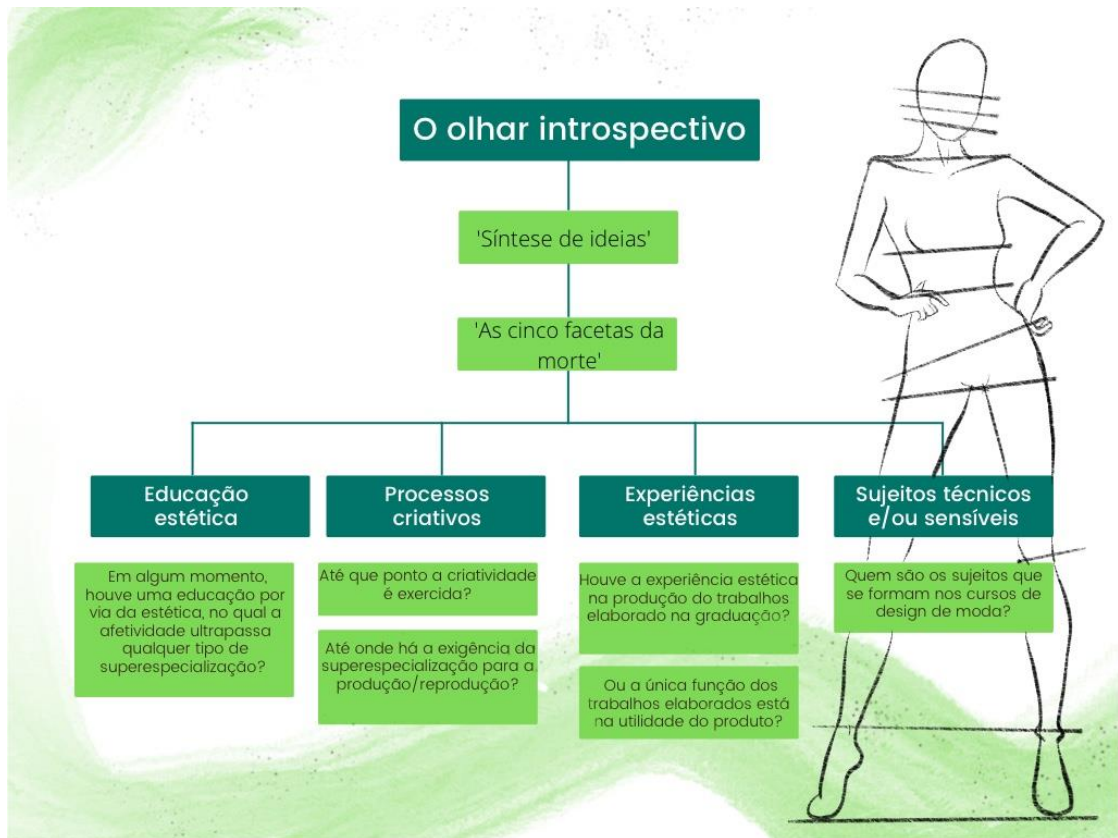 O olhar introspectivo
'Síntese de ideias'
'As cinco facetas da
morte'
Educação
estética
Em algum momento,
houve uma educação por
via da estética, no qual a
afetividade ultrapassa
qualquer tipo de
superespecialização?
Processos
criativos
Até que ponto a criatividade
é exercida?
Até onde há a exigência da
superespecialização para a
produção/reprodução?
Experiências
estéticas
Houve a experiência estética
na produção do trabalhos
elaborado na graduação?
Ou a única função dos
trabalhos elaborados está
na utilidade do produto?
Sujeitos técnicos
e/ou sensíveis
Quem são os sujeitos que
se formam nos cursos de
design de moda?